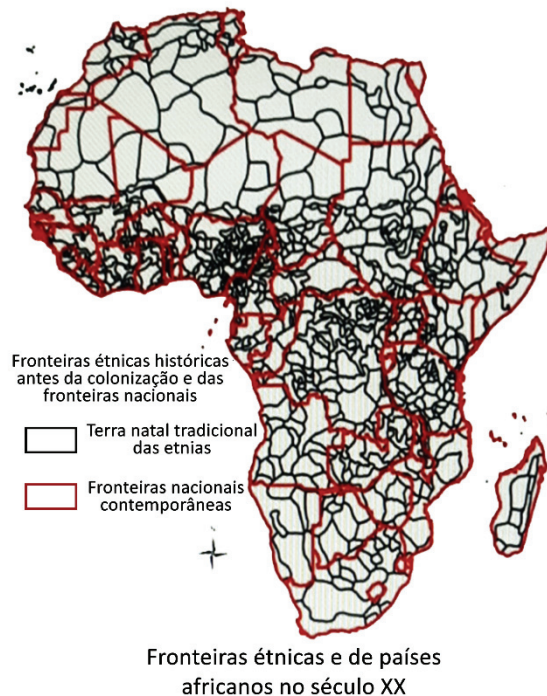 Fronteiras étnicas históricas
antes da colonização e das
fronteiras nacionais
Terra natal tradicional
das etnias
Fronteiras nacionais
contemporâneas
Fronteiras étnicas e de países
africanos no século XX